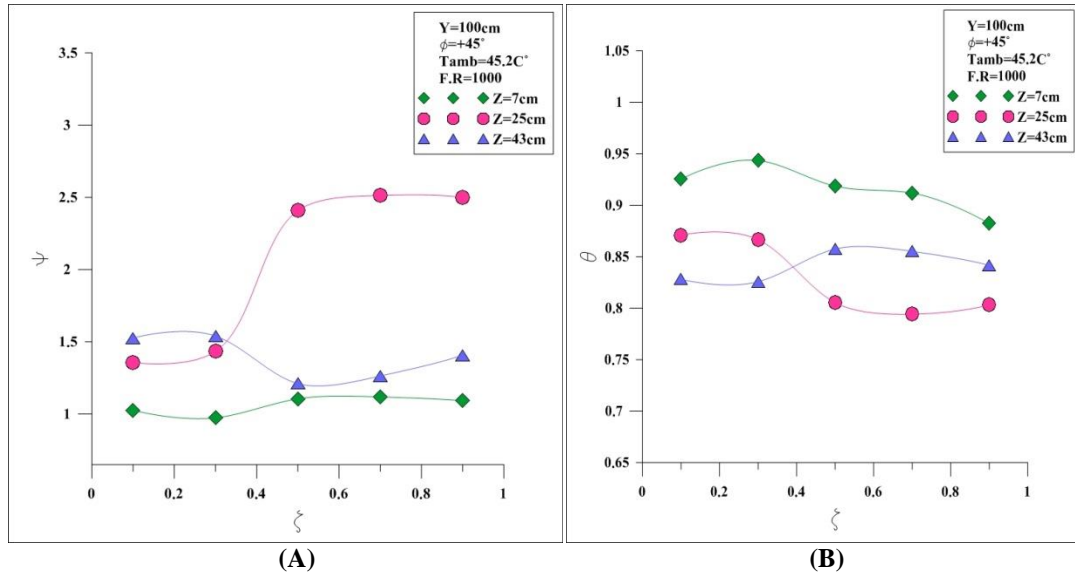 Y=100cm
ϕ=+45°
Tamb=45.2C°
F.R=1000
Z=7cm
Z=25cm
Z=43cm
3.5
3
2.5
2
1.5
1
ψ
0 0.2 0.4 0.6 0.8 1
ζ
(A)
Y=100cm
ϕ=+45°
Tamb=45.2C°
F.R=1000
Z=7cm
Z=25cm
Z=43cm
1.05
1
0.95
0.9
0.85
0.8
0.75
0.7
0.65
θ
0 0.2 0.4 0.6 0.8 1
ζ
(B)